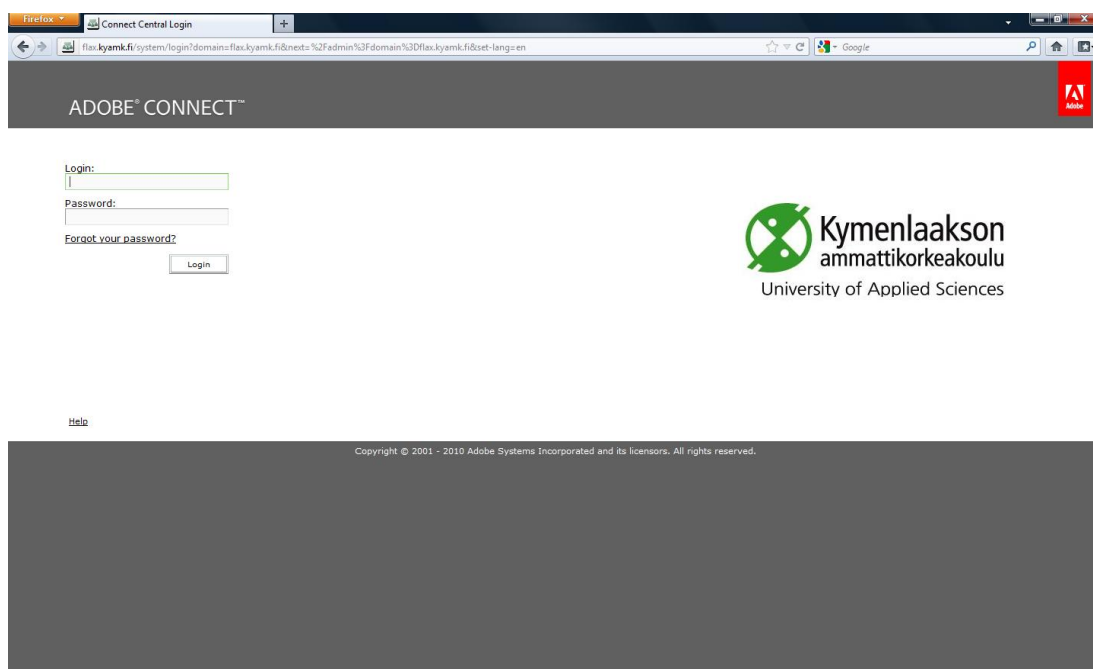 Firefox
Connect Central Login
flax.kyamk.fi/system/login?domain=flax.kyamk.fi&next=%2Fadmin%3Fdomain%3Dflax.kyamk.fi&set-lang=en
Google
ADOBE® CONNECT™
Adobe
Login:
Password:
Forgot your password?
Login
Kymenlaakson
ammattikorkeakoulu
University of Applied Sciences
Help
Copyright © 2001 - 2010 Adobe Systems Incorporated and its licensors. All rights reserved.